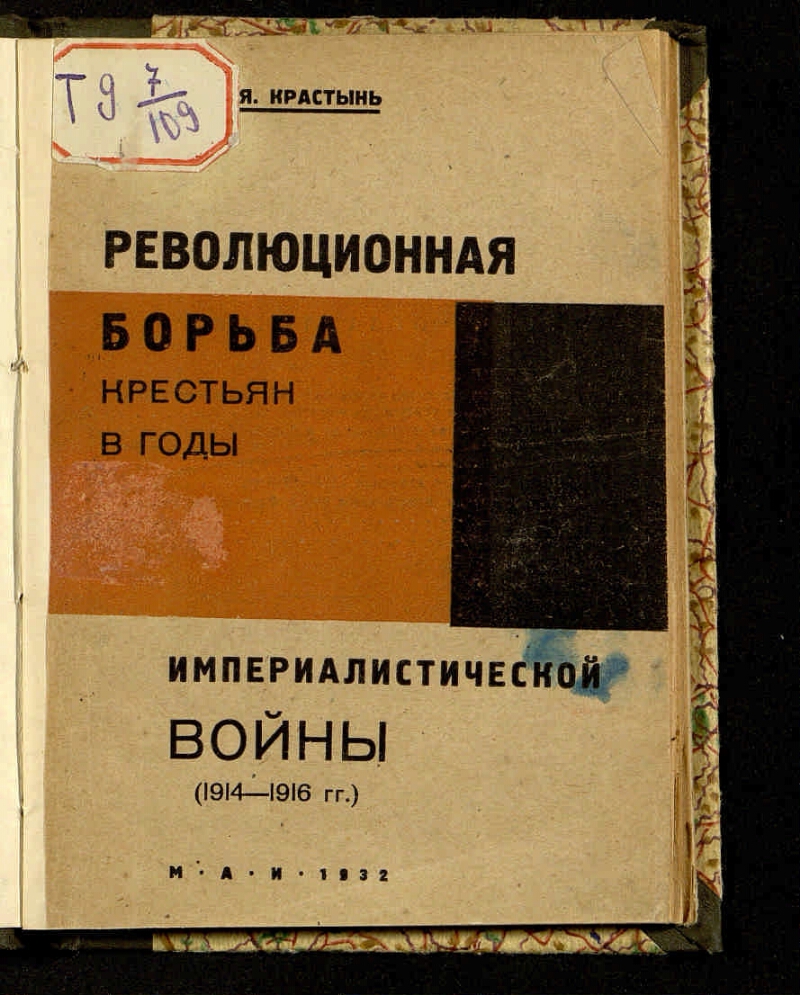 Т 9 7/109
Я. КРАСТЫНЬ
РЕВОЛЮЦИОННАЯ
БОРЬБА
КРЕСТЬЯН
В ГОДЫ
ИМПЕРИАЛИСТИЧЕСКОЙ
ВОЙНЫ
(1914—1916 гг.)
М · А · И · 1932